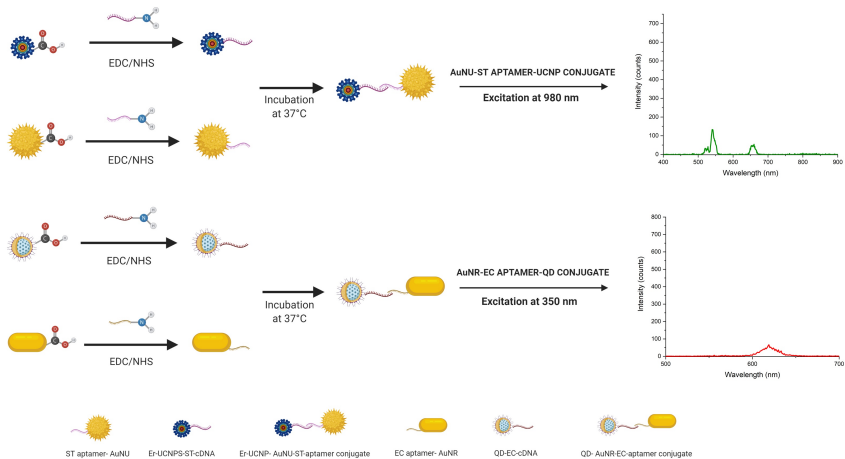 C O O H
N H H
EDC/NHS
C O O H
N H H
EDC/NHS
Incubation
at 37°C
AuNU-ST APTAMER-UCNP CONJUGATE
Excitation at 980 nm
Intensity (counts)
700
600
500
400
300
200
100
0
400 500 600 700 800 900
Wavelength (nm)
C O O H
N H H
EDC/NHS
C O O H
N H H
EDC/NHS
Incubation
at 37°C
AuNR-EC APTAMER-QD CONJUGATE
Excitation at 350 nm
Intensity (counts)
800
700
600
500
400
300
200
100
0
500 600 700
Wavelength (nm)
ST aptamer- AuNU
Er-UCNPS-ST-cDNA
Er-UCNP- AuNU-ST-aptamer conjugate
EC aptamer- AuNR
QD-EC-cDNA
QD- AuNR-EC-aptamer conjugate